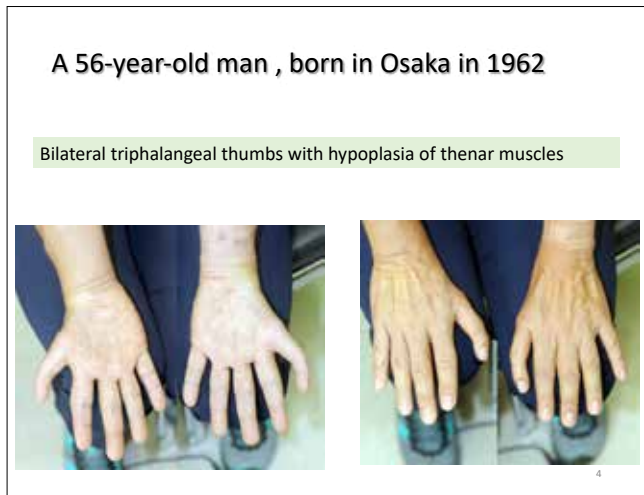 A 56-year-old man , born in Osaka in 1962
Bilateral triphalangeal thumbs with hypoplasia of thenar muscles
4